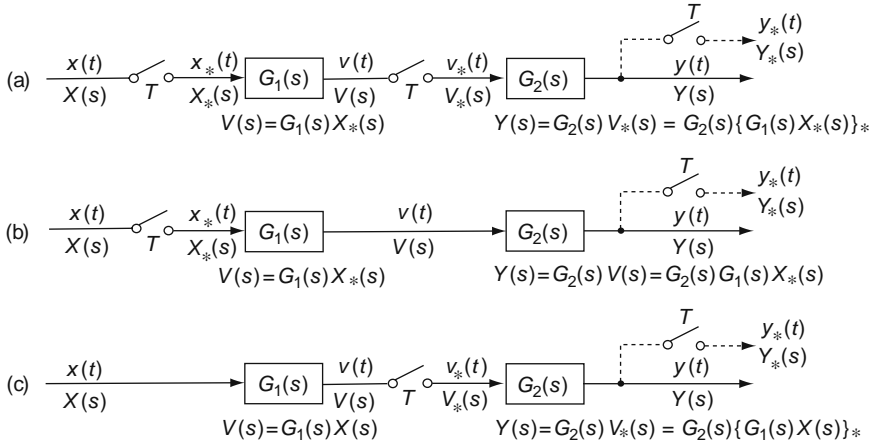 T
y∗(t)
x(t) x∗(t) v(t) v∗(t) Y∗(s)
(a) G₁(s) G₂(s) y(t)
X(s) T X∗(s) V(s) T V∗(s) Y(s)
V(s)=G₁(s)X∗(s) Y(s)=G₂(s)V∗(s) = G₂(s){G₁(s)X∗(s)}∗
T
y∗(t)
x(t) x∗(t) v(t) Y∗(s)
(b) G₁(s) G₂(s) y(t)
X(s) T X∗(s) V(s) Y(s)
V(s)=G₁(s)X∗(s) Y(s)=G₂(s)V(s)=G₂(s)G₁(s)X∗(s)
T
y∗(t)
x(t) v(t) v∗(t) Y∗(s)
(c) G₁(s) G₂(s) y(t)
X(s) V(s) T V∗(s) Y(s)
V(s)=G₁(s)X(s) Y(s)=G₂(s)V∗(s) = G₂(s){G₁(s)X(s)}∗